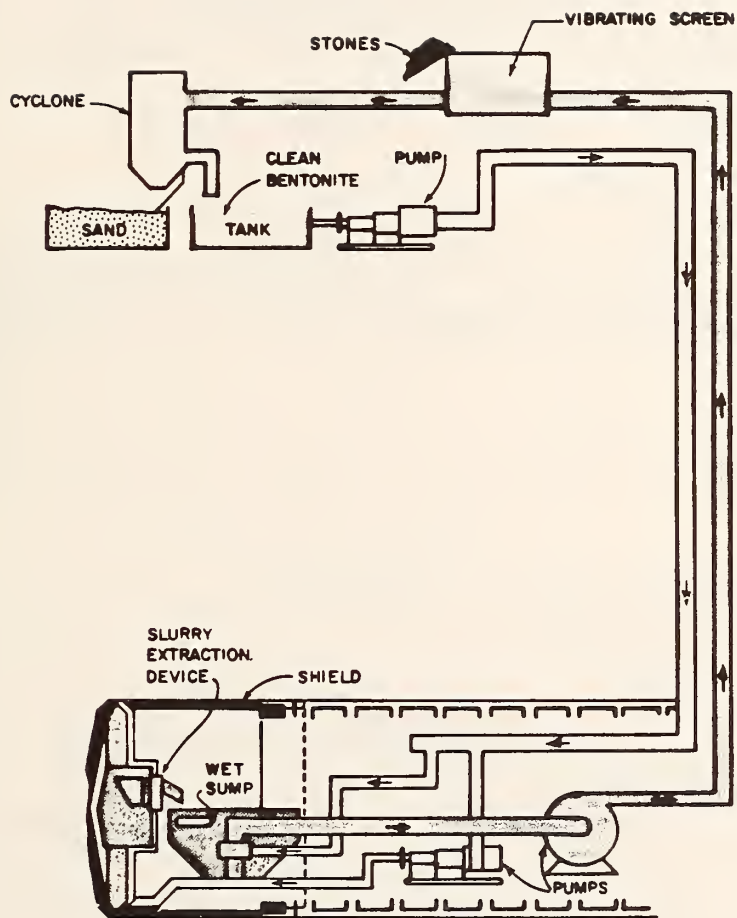 VIBRATING SCREEN
STONES
CYCLONE
CLEAN
BENTONITE
PUMP
SAND
TANK
SLURRY
EXTRACTION.
DEVICE
SHIELD
WET
SUMP
PUMPS